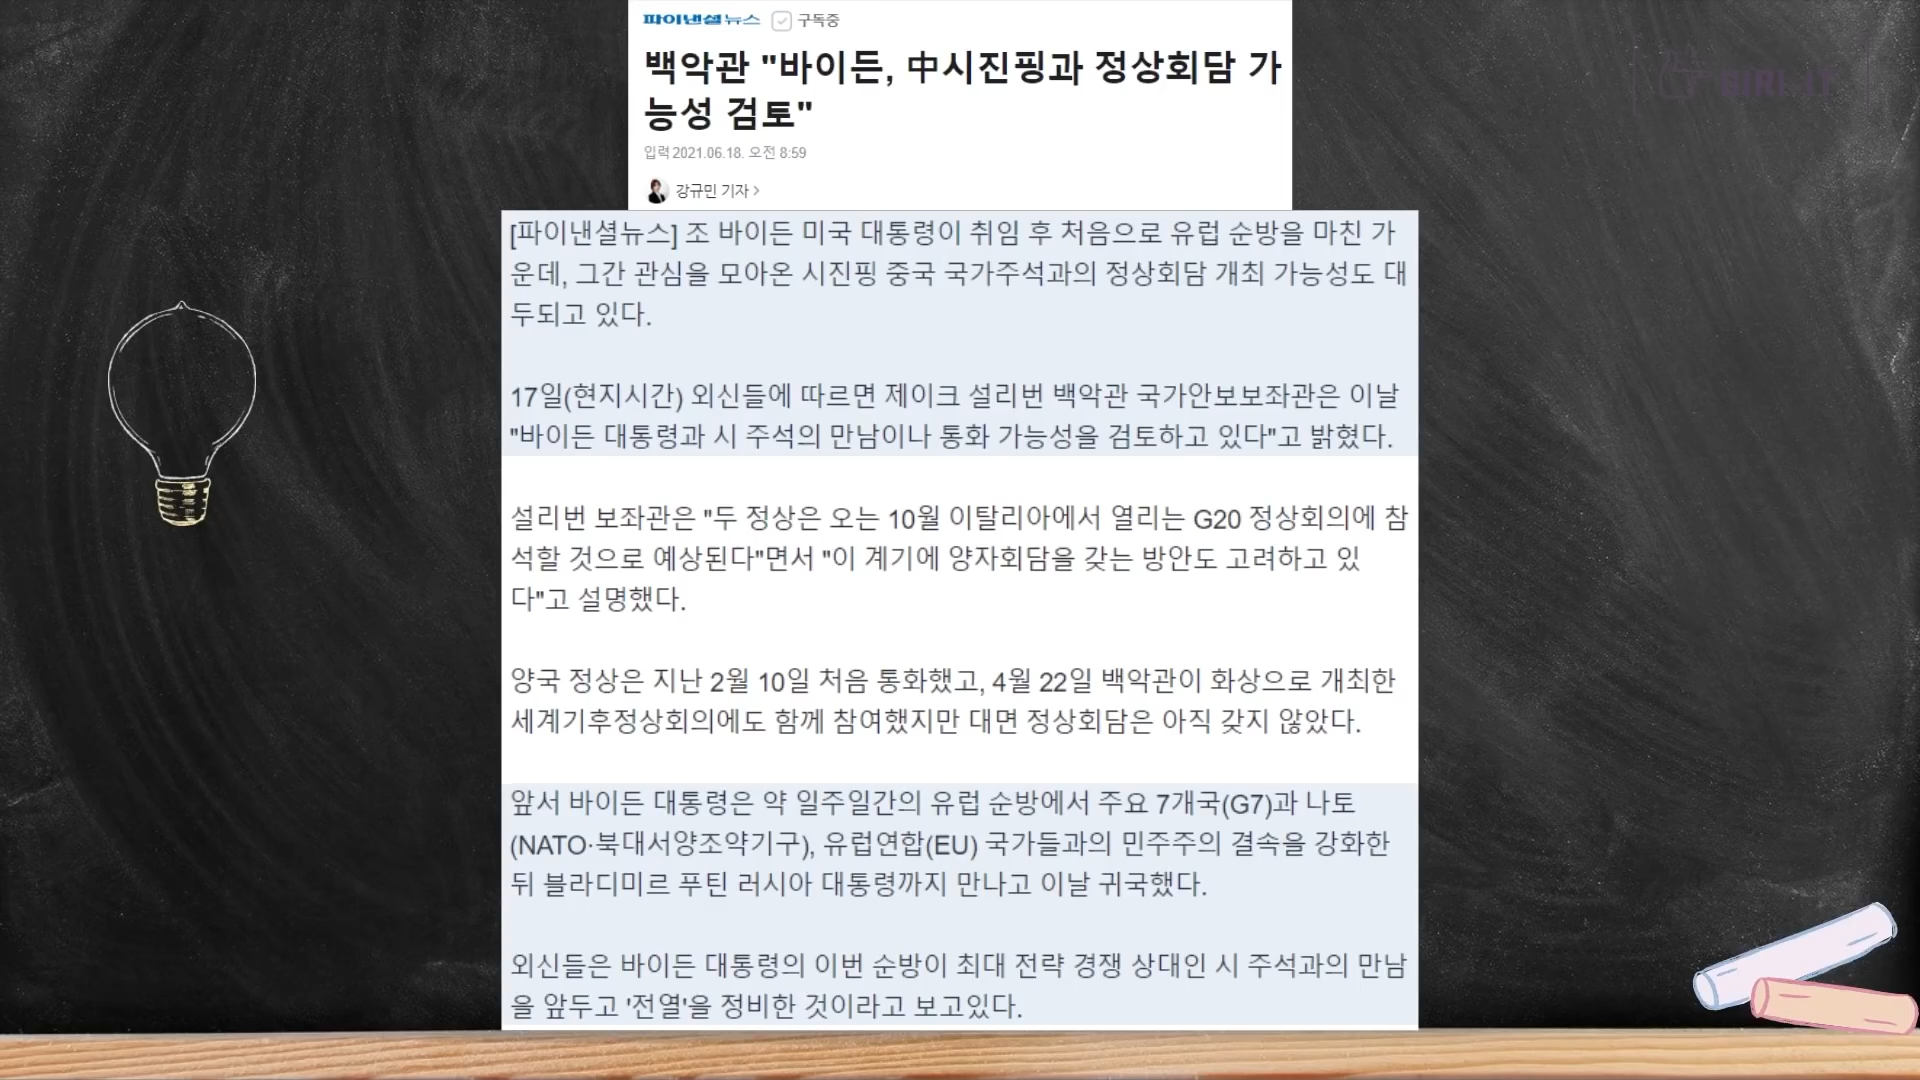 파이낸셜뉴스 구독중
백악관 "바이든, 中시진핑과 정상회담 가
능성 검토"
입력 2021.06.18. 오전 8:59
강규민 기자
[파이낸셜뉴스] 조 바이든 미국 대통령이 취임 후 처음으로 유럽 순방을 마친 가
운데, 그간 관심을 모아온 시진핑 중국 국가주석과의 정상회담 개최 가능성도 대
두되고 있다.
17일(현지시간) 외신들에 따르면 제이크 설리번 백악관 국가안보보좌관은 이날
"바이든 대통령과 시 주석의 만남이나 통화 가능성을 검토하고 있다"고 밝혔다.
설리번 보좌관은 "두 정상은 오는 10월 이탈리아에서 열리는 G20 정상회의에 참
석할 것으로 예상된다"면서 "이 계기에 양자회담을 갖는 방안도 고려하고 있
다"고 설명했다.
양국 정상은 지난 2월 10일 처음 통화했고, 4월 22일 백악관이 화상으로 개최한
세계기후정상회의에도 함께 참여했지만 대면 정상회담은 아직 갖지 않았다.
앞서 바이든 대통령은 약 일주일간의 유럽 순방에서 주요 7개국(G7)과 나토
(NATO·북대서양조약기구), 유럽연합(EU) 국가들과의 민주주의 결속을 강화한
뒤 블라디미르 푸틴 러시아 대통령까지 만나고 이날 귀국했다.
외신들은 바이든 대통령의 이번 순방이 최대 전략 경쟁 상대인 시 주석과의 만남
을 앞두고 '전열'을 정비한 것이라고 보고있다.